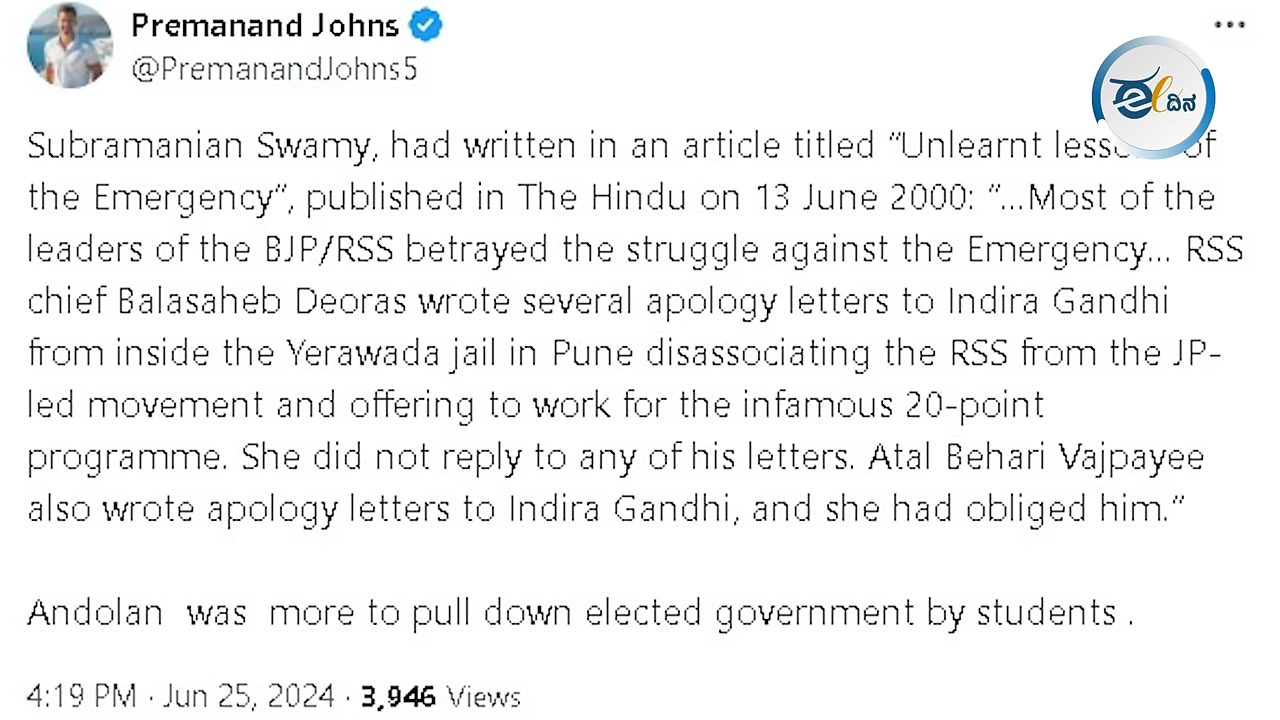 Premanand Johns
@PremanandJohns5
eeದಿನ
Subramanian Swamy, had written in an article titled "Unlearnt of
the Emergency", published in The Hindu on 13 June 2000: "...Most of the
leaders of the BJP/RSS betrayed the struggle against the Emergency... RSS
chief Balasaheb Deoras wrote several apology letters to Indira Gandhi
from inside the Yerawada jail in Pune disassociating the RSS from the JP-
led movement and offering to work for the infamous 20-point
programme. She did not reply to any of his letters. Atal Behari Vajpayee
also wrote apology letters to Indira Gandhi, and she had obliged him."
Andolan was more to pull down elected government by students .
4:19 PM · Jun 25, 2024 · 3,946 Views